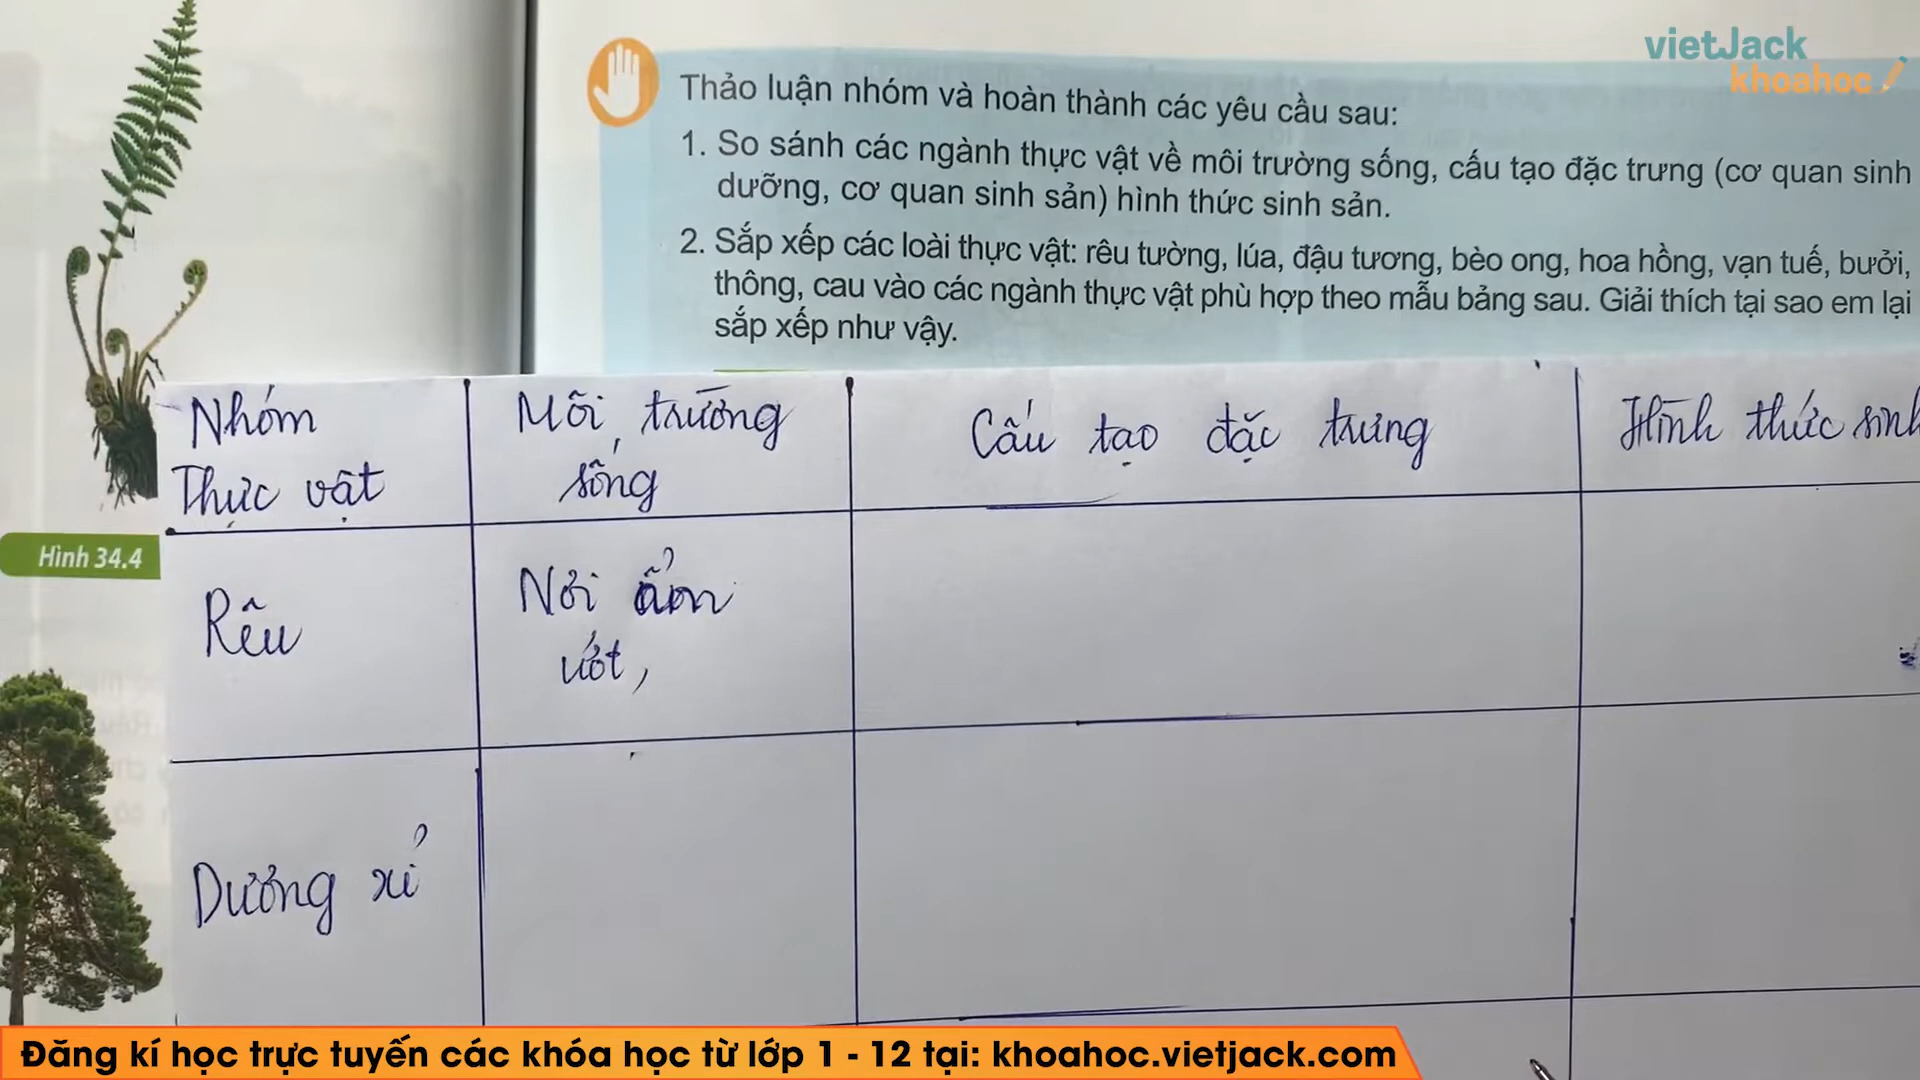 vietJack
khoahoc
Thảo luận nhóm và hoàn thành các yêu cầu sau:
1. So sánh các ngành thực vật về môi trường sống, cấu tạo đặc trưng (cơ quan sinh
dưỡng, cơ quan sinh sản) hình thức sinh sản.
2. Sắp xếp các loài thực vật: rêu tường, lúa, đậu tương, bèo ong, hoa hồng, vạn tuế, bưởi,
thông, cau vào các ngành thực vật phù hợp theo mẫu bảng sau. Giải thích tại sao em lại
sắp xếp như vậy.
Nhóm
Thực vật
Môi trường
sống
Cấu tạo đặc trưng
Hình thức sinh
Hình 34.4
Rêu
Nơi ẩm
ướt,
Dương xỉ
Đăng kí học trực tuyến các khóa học từ lớp 1 - 12 tại: khoahoc.vietjack.com